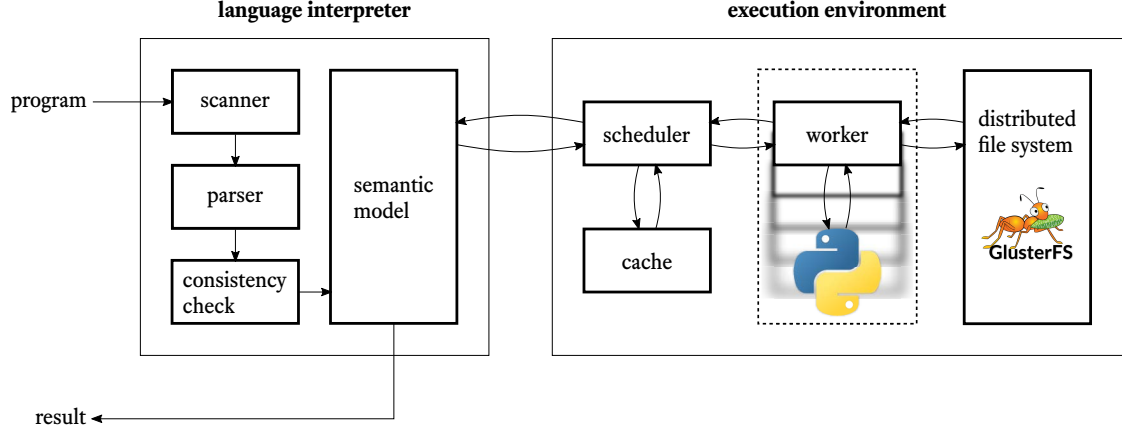 language interpreter
execution environment
program
scanner
parser
consistency
check
semantic
model
scheduler
cache
worker
distributed
file system
GlusterFS
result